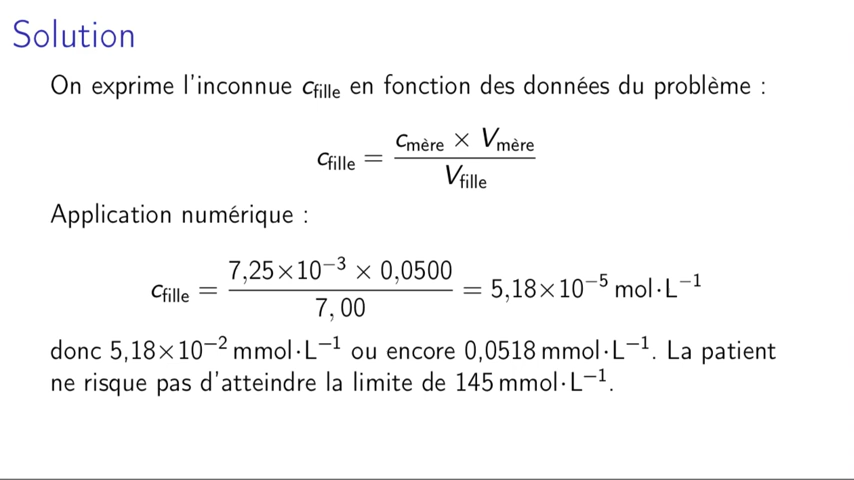 Solution
On exprime l'inconnue c_fille en fonction des données du problème :
c_fille = (c_mère × V_mère) / V_fille
Application numérique :
c_fille = (7,25×10⁻³ × 0,0500) / 7,00 = 5,18×10⁻⁵ mol·L⁻¹
donc 5,18×10⁻² mmol·L⁻¹ ou encore 0,0518 mmol·L⁻¹. La patient
ne risque pas d'atteindre la limite de 145 mmol·L⁻¹.